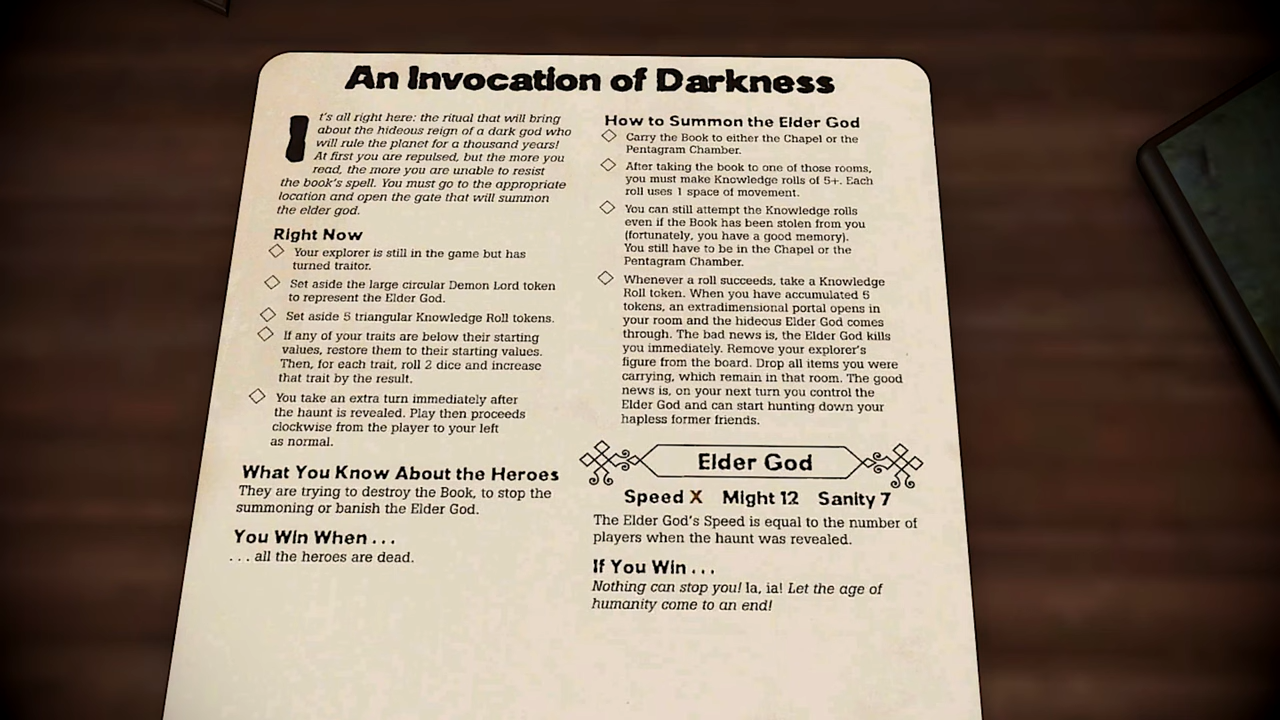 An Invocation of Darkness
It's all right here: the ritual that will bring
about the hideous reign of a dark god who
will rule the planet for a thousand years!
At first you are repulsed, but the more you
read, the more you are unable to resist
the book's spell. You must go to the appropriate
location and open the gate that will summon
the elder god.
Right Now
Your explorer is still in the game but has
turned traitor.
Set aside the large circular Demon Lord token
to represent the Elder God.
Set aside 5 triangular Knowledge Roll tokens.
If any of your traits are below their starting
values, restore them to their starting values.
Then, for each trait, roll 2 dice and increase
that trait by the result.
You take an extra turn immediately after
the haunt is revealed. Play then proceeds
clockwise from the player to your left
as normal.
What You Know About the Heroes
They are trying to destroy the Book, to stop the
summoning or banish the Elder God.
You Win When . . .
. . . all the heroes are dead.
How to Summon the Elder God
Carry the Book to either the Chapel or the
Pentagram Chamber.
After taking the book to one of those rooms,
you must make Knowledge rolls of 5+. Each
roll uses 1 space of movement.
You can still attempt the Knowledge rolls
even if the Book has been stolen from you
(fortunately, you have a good memory).
You still have to be in the Chapel or the
Pentagram Chamber.
Whenever a roll succeeds, take a Knowledge
Roll token. When you have accumulated 5
tokens, an extradimensional portal opens in
your room and the hideous Elder God comes
through. The bad news is, the Elder God kills
you immediately. Remove your explorer's
figure from the board. Drop all items you were
carrying, which remain in that room. The good
news is, on your next turn you control the
Elder God and can start hunting down your
hapless former friends.
Elder God
Speed X Might 12 Sanity 7
The Elder God's Speed is equal to the number of
players when the haunt was revealed.
If You Win . . .
Nothing can stop you! Ia, ia! Let the age of
humanity come to an end!